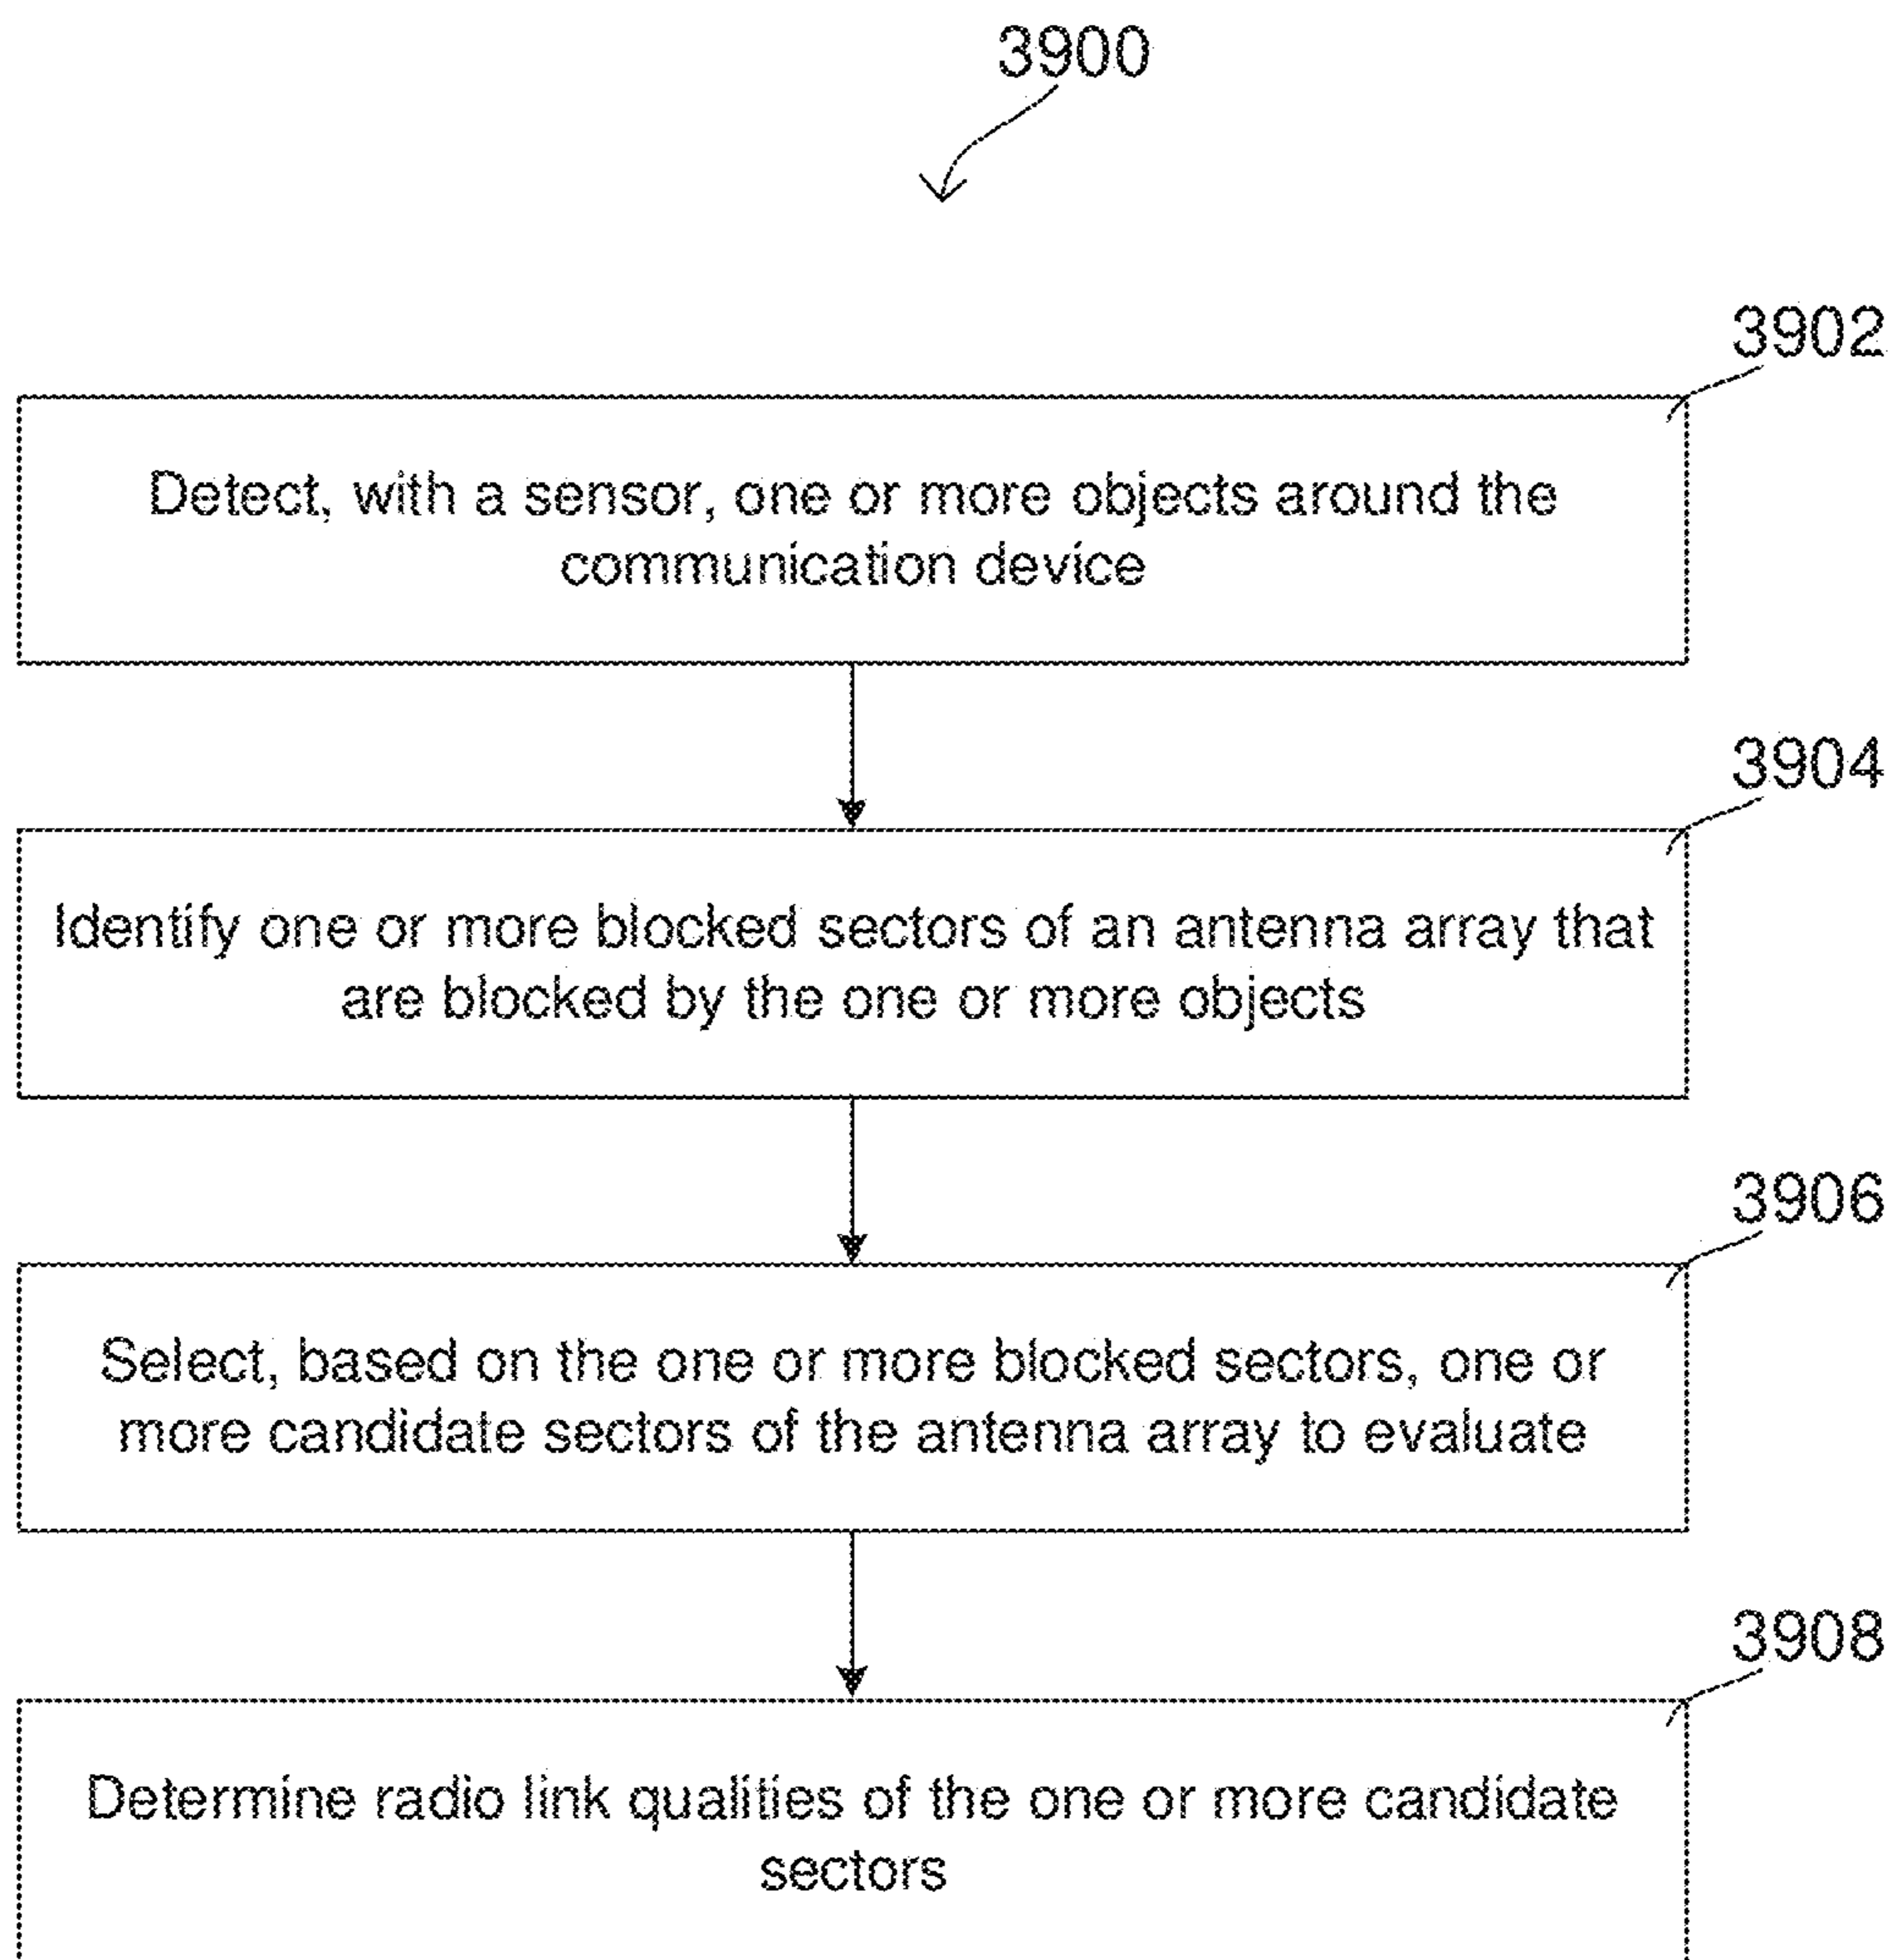 3900
3902
Detect, with a sensor, one or more objects around the
communication device
3904
Identify one or more blocked sectors of an antenna array that
are blocked by the one or more objects
3906
Select, based on the one or more blocked sectors, one or
more candidate sectors of the antenna array to evaluate
3908
Determine radio link qualities of the one or more candidate
sectors